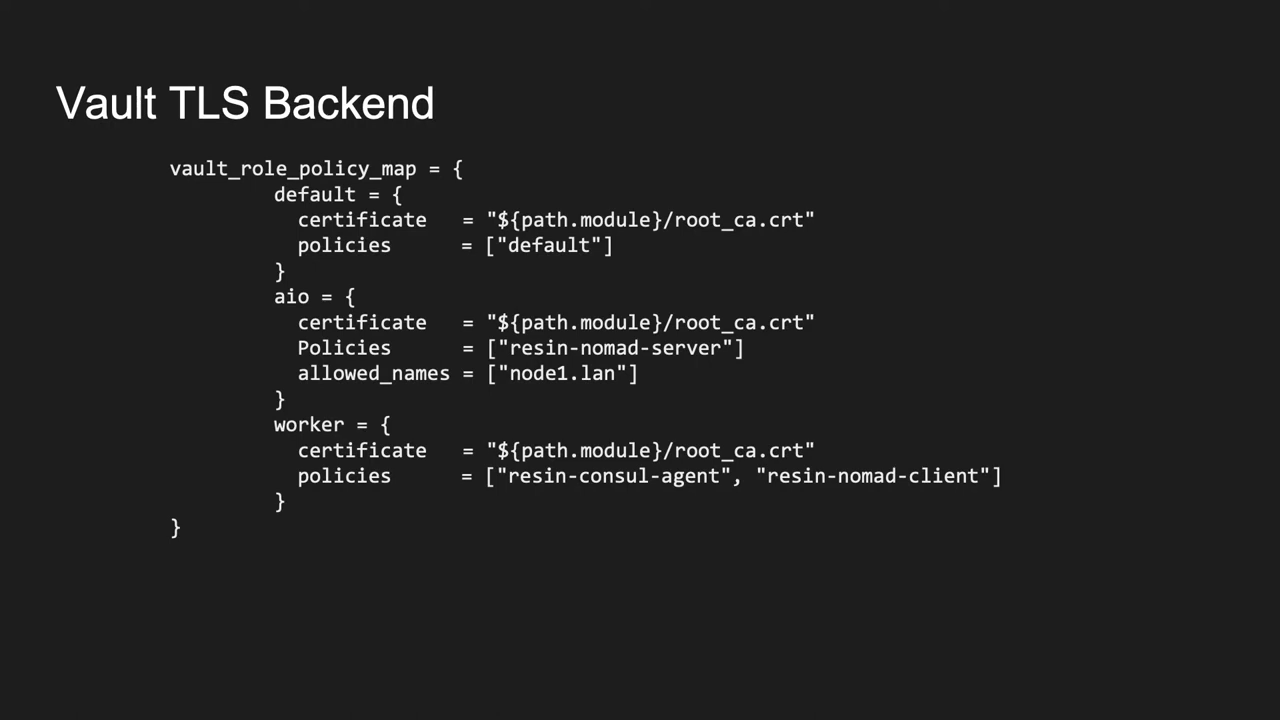 Vault TLS Backend
vault_role_policy_map = {
default = {
certificate = "${path.module}/root_ca.crt"
policies = ["default"]
}
aio = {
certificate = "${path.module}/root_ca.crt"
Policies = ["resin-nomad-server"]
allowed_names = ["node1.lan"]
}
worker = {
certificate = "${path.module}/root_ca.crt"
policies = ["resin-consul-agent", "resin-nomad-client"]
}
}